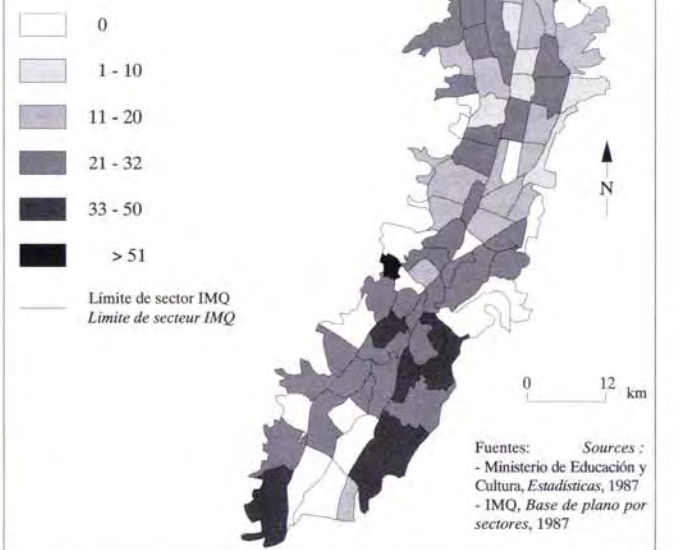 0
1 - 10
11 - 20
21 - 32
33 - 50
> 51
Límite de sector IMQ
Limite de secteur IMQ
N
0 12 km
Fuentes: Sources :
- Ministerio de Educación y
Cultura, Estadísticas, 1987
- IMQ, Base de plano por
sectores, 1987